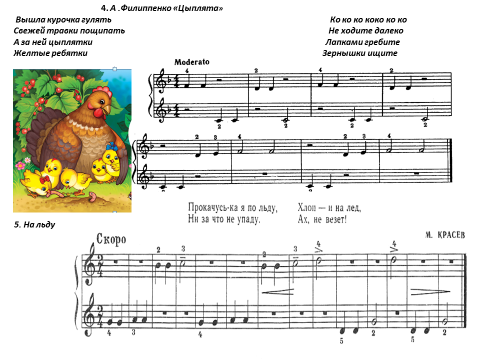 4. А .Филиппенко «Цыплята»
Вышла курочка гулять
Свежей травки пощипать
А за ней цыплятки
Желтые ребятки
Ко ко ко коко ко ко
Не ходите далеко
Лапками гребите
Зернышки ищите
Moderato
Прокачусь-ка я по льду,
Ни за что не упаду.
Хлоп — и на лед,
Ах, не везет!
5. На льду
Скоро
М. КРАСЕВ